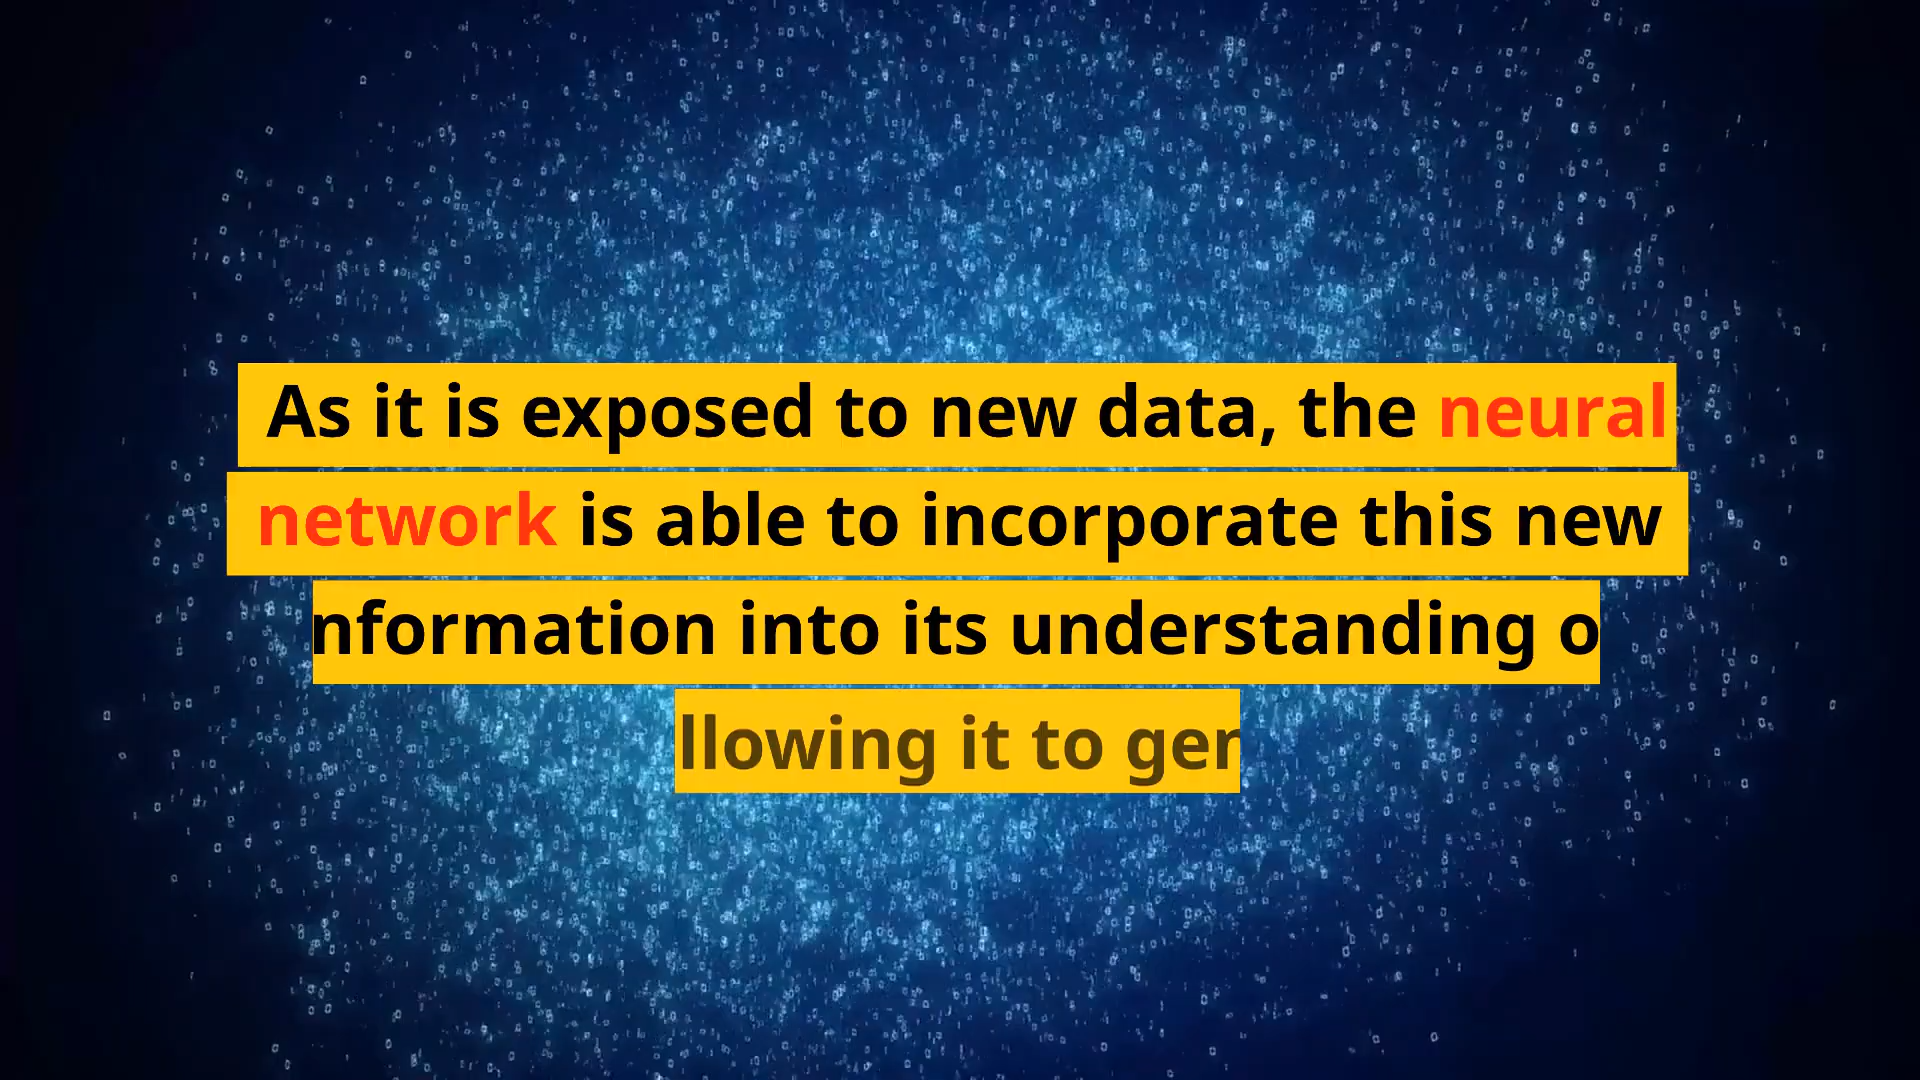 As it is exposed to new data, the neural
network is able to incorporate this new
nformation into its understanding o
llowing it to ger